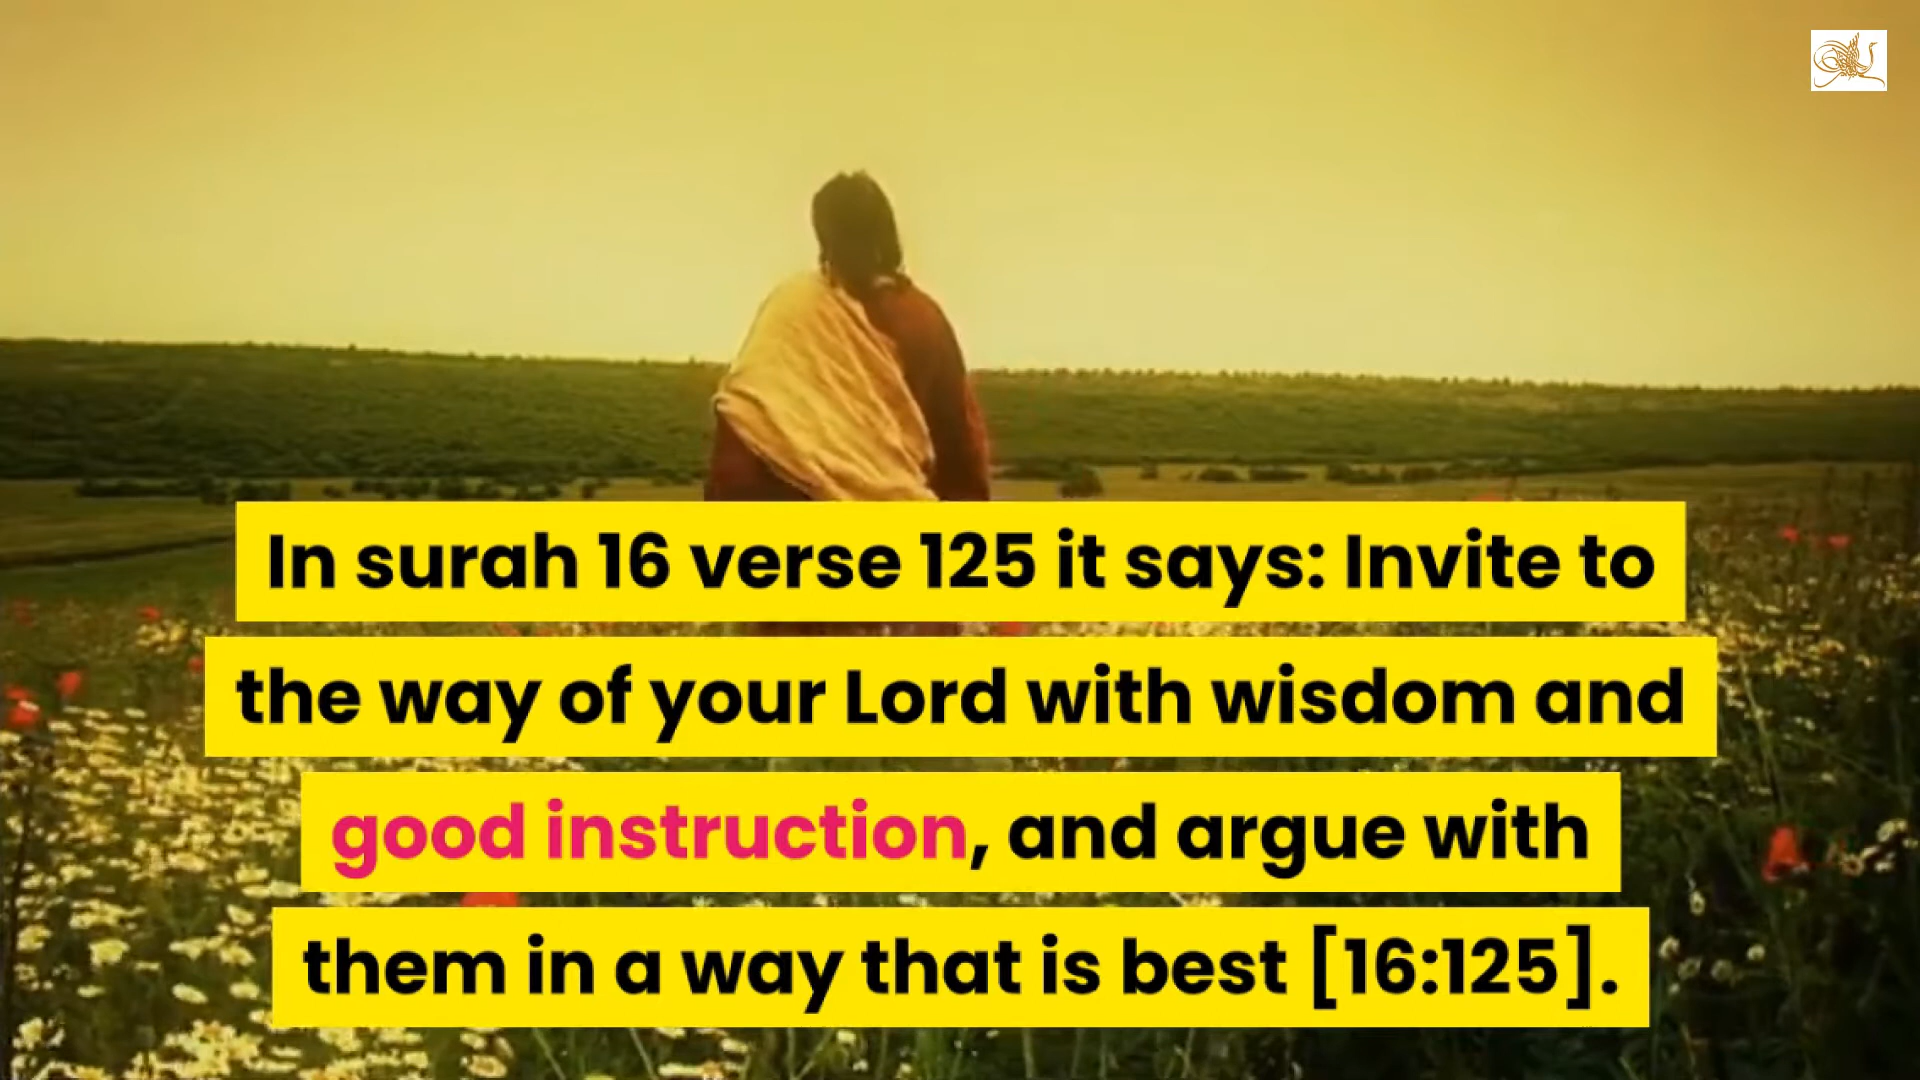 In surah 16 verse 125 it says: Invite to
the way of your Lord with wisdom and
good instruction, and argue with
them in a way that is best [16:125].